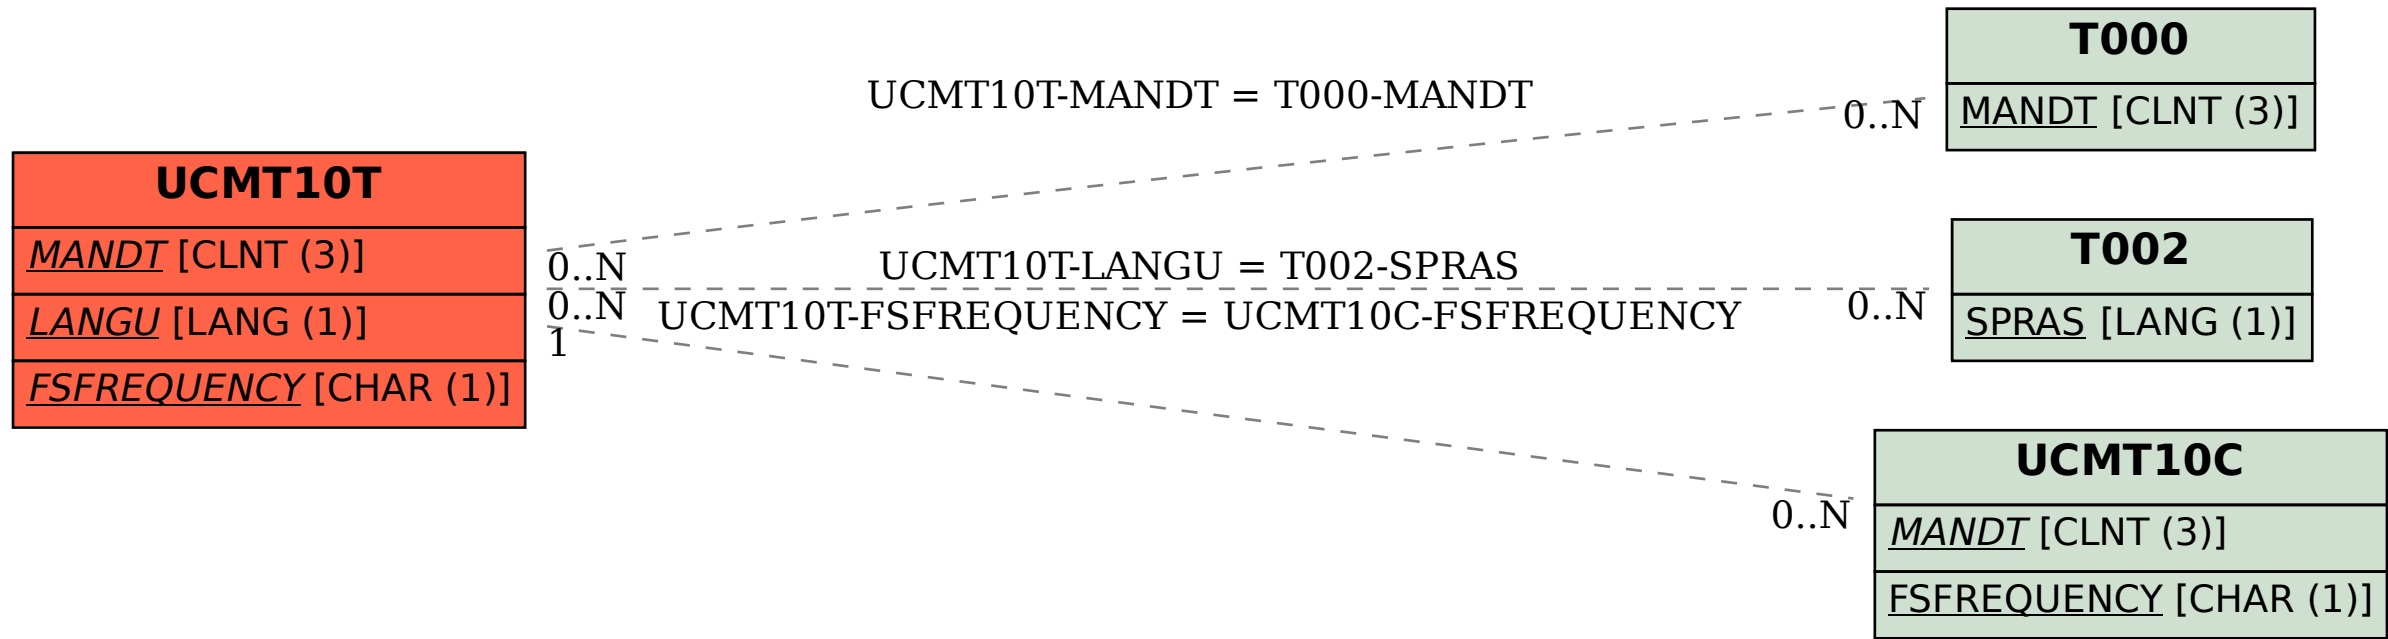 T000
MANDT [CLNT (3)]
UCMT10T-MANDT = T000-MANDT
0..N
UCMT10T
MANDT [CLNT (3)]
LANGU [LANG (1)]
FSFREQUENCY [CHAR (1)]
0..N
UCMT10T-LANGU = T002-SPRAS
0..N
0..N
T002
SPRAS [LANG (1)]
1
UCMT10T-FSFREQUENCY = UCMT10C-FSFREQUENCY
0..N
UCMT10C
MANDT [CLNT (3)]
FSFREQUENCY [CHAR (1)]